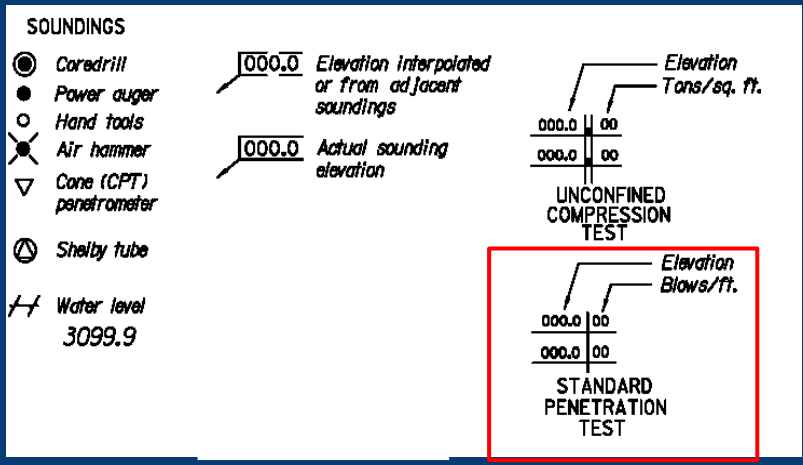 SOUNDINGS
Coredrill
Power auger
Hand tools
Air hammer
Cone (CPT)
penetrometer
Shelby tube
Water level
3099.9
000.0 Elevation interpolated
or from adjacent
soundings
000.0 Actual sounding
elevation
Elevation
Tons/sq. ft.
000.0 00
000.0 00
UNCONFINED
COMPRESSION
TEST
Elevation
Blows/ft.
000.0 00
000.0 00
STANDARD
PENETRATION
TEST